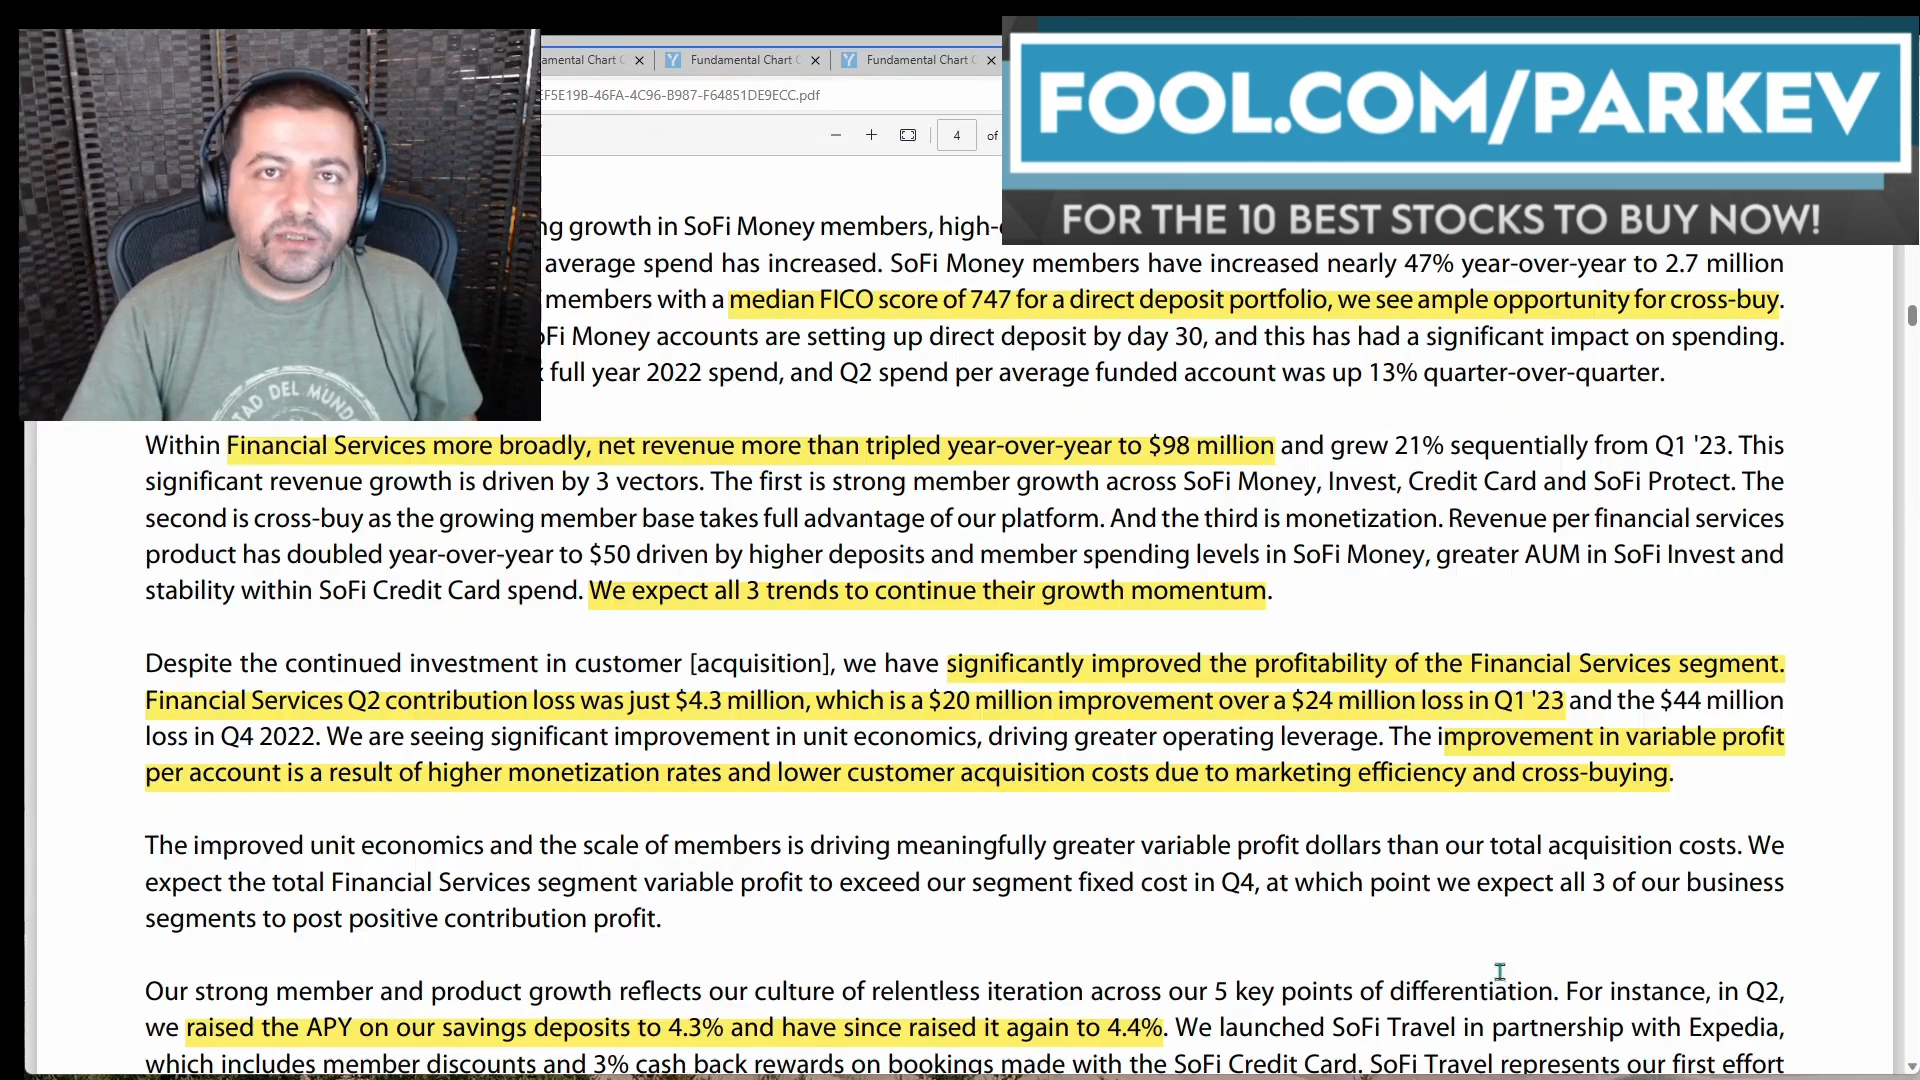 amental Chart C
Fundamental Chart C
Fundamental Chart C
EF5E19B-46FA-4C96-B987-F64851DE9ECC.pdf
4 of
FOOL.COM/PARKEV
FOR THE 10 BEST STOCKS TO BUY NOW!
TAD DEL MUND
ng growth in SoFi Money members, high-
average spend has increased. SoFi Money members have increased nearly 47% year-over-year to 2.7 million
members with a median FICO score of 747 for a direct deposit portfolio, we see ample opportunity for cross-buy.
oFi Money accounts are setting up direct deposit by day 30, and this has had a significant impact on spending.
full year 2022 spend, and Q2 spend per average funded account was up 13% quarter-over-quarter.
Within Financial Services more broadly, net revenue more than tripled year-over-year to $98 million and grew 21% sequentially from Q1 '23. This
significant revenue growth is driven by 3 vectors. The first is strong member growth across SoFi Money, Invest, Credit Card and SoFi Protect. The
second is cross-buy as the growing member base takes full advantage of our platform. And the third is monetization. Revenue per financial services
product has doubled year-over-year to $50 driven by higher deposits and member spending levels in SoFi Money, greater AUM in SoFi Invest and
stability within SoFi Credit Card spend. We expect all 3 trends to continue their growth momentum.
Despite the continued investment in customer [acquisition], we have significantly improved the profitability of the Financial Services segment.
Financial Services Q2 contribution loss was just $4.3 million, which is a $20 million improvement over a $24 million loss in Q1 '23 and the $44 million
loss in Q4 2022. We are seeing significant improvement in unit economics, driving greater operating leverage. The improvement in variable profit
per account is a result of higher monetization rates and lower customer acquisition costs due to marketing efficiency and cross-buying.
The improved unit economics and the scale of members is driving meaningfully greater variable profit dollars than our total acquisition costs. We
expect the total Financial Services segment variable profit to exceed our segment fixed cost in Q4, at which point we expect all 3 of our business
segments to post positive contribution profit.
Our strong member and product growth reflects our culture of relentless iteration across our 5 key points of differentiation. For instance, in Q2,
we raised the APY on our savings deposits to 4.3% and have since raised it again to 4.4%. We launched SoFi Travel in partnership with Expedia,
which includes member discounts and 3% cash back rewards on bookings made with the SoFi Credit Card. SoFi Travel represents our first effort